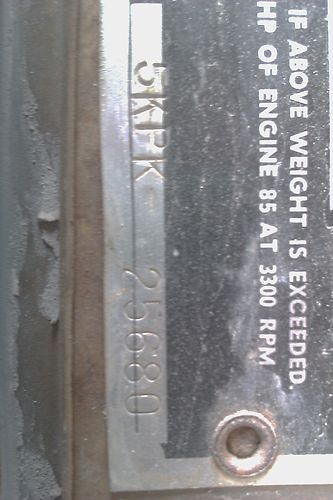 IF ABOVE WEIGHT IS EXCEEDED.
HP OF ENGINE 85 AT 3300 RPM
5KPK-25680